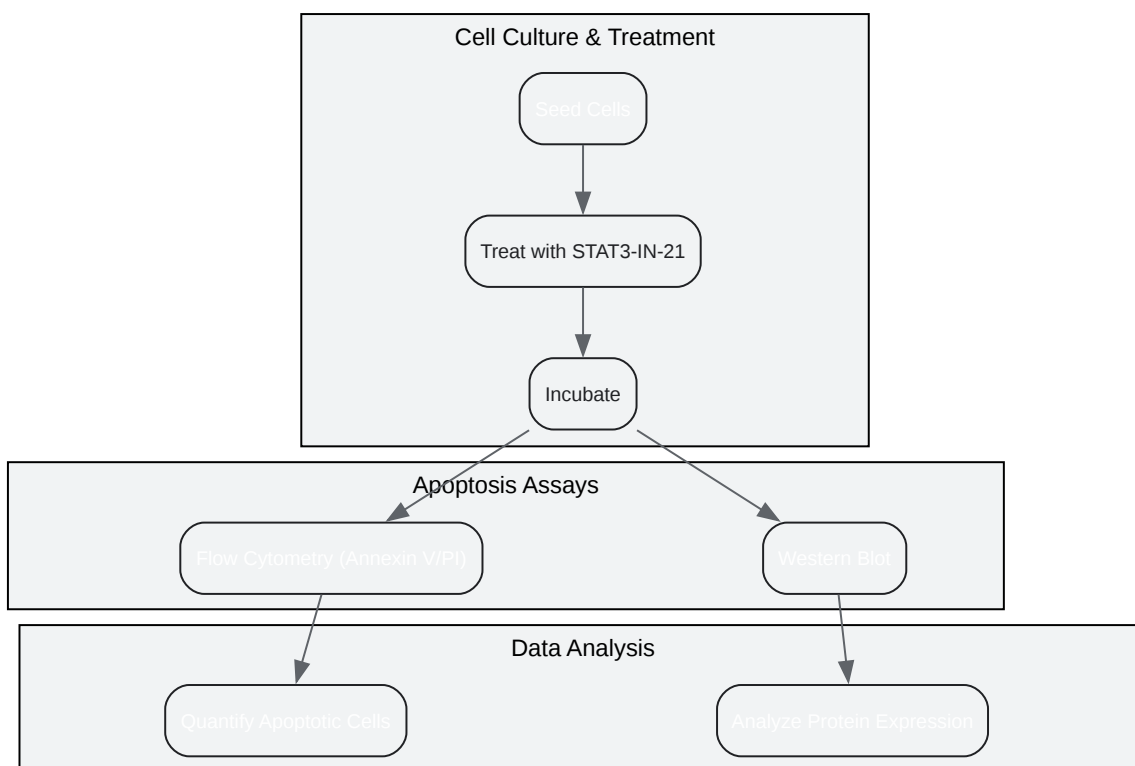 Cell Culture & Treatment
Seed Cells
Treat with STAT3-IN-21
Incubate
Apoptosis Assays
Flow Cytometry (Annexin V/PI)
Western Blot
Data Analysis
Quantify Apoptotic Cells
Analyze Protein Expression